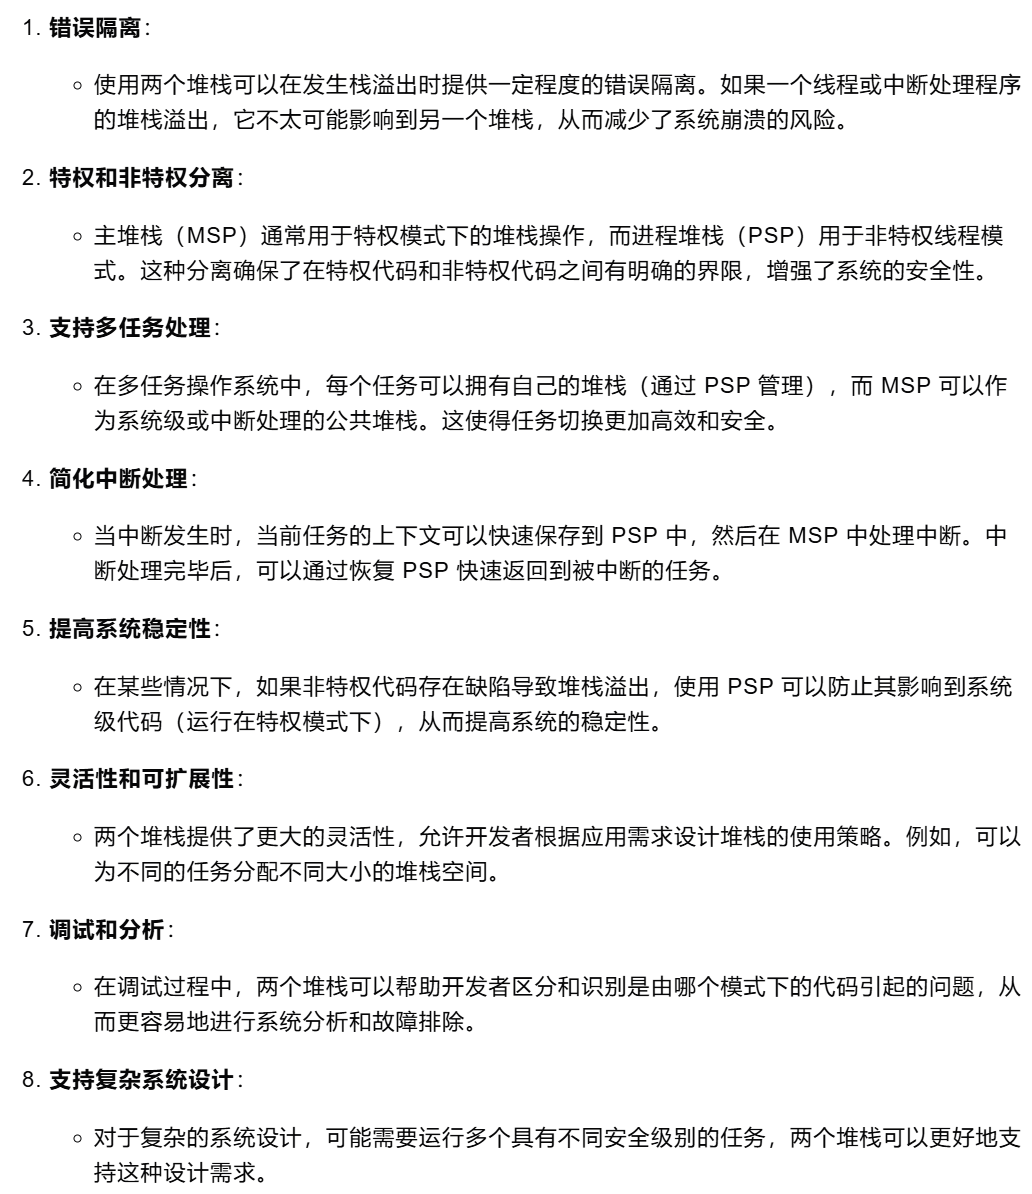 1. 错误隔离：
◦ 使用两个堆栈可以在发生栈溢出时提供一定程度的错误隔离。如果一个线程或中断处理程序
的堆栈溢出，它不太可能影响到另一个堆栈，从而减少了系统崩溃的风险。
2. 特权和非特权分离：
◦ 主堆栈（MSP）通常用于特权模式下的堆栈操作，而进程堆栈（PSP）用于非特权线程模
式。这种分离确保了在特权代码和非特权代码之间有明确的界限，增强了系统的安全性。
3. 支持多任务处理：
◦ 在多任务操作系统中，每个任务可以拥有自己的堆栈（通过 PSP 管理），而 MSP 可以作
为系统级或中断处理的公共堆栈。这使得任务切换更加高效和安全。
4. 简化中断处理：
◦ 当中断发生时，当前任务的上下文可以快速保存到 PSP 中，然后在 MSP 中处理中断。中
断处理完毕后，可以通过恢复 PSP 快速返回到被中断的任务。
5. 提高系统稳定性：
◦ 在某些情况下，如果非特权代码存在缺陷导致堆栈溢出，使用 PSP 可以防止其影响到系统
级代码（运行在特权模式下），从而提高系统的稳定性。
6. 灵活性和可扩展性：
◦ 两个堆栈提供了更大的灵活性，允许开发者根据应用需求设计堆栈的使用策略。例如，可以
为不同的任务分配不同大小的堆栈空间。
7. 调试和分析：
◦ 在调试过程中，两个堆栈可以帮助开发者区分和识别是由哪个模式下的代码引起的问题，从
而更容易地进行系统分析和故障排除。
8. 支持复杂系统设计：
◦ 对于复杂的系统设计，可能需要运行多个具有不同安全级别的任务，两个堆栈可以更好地支
持这种设计需求。